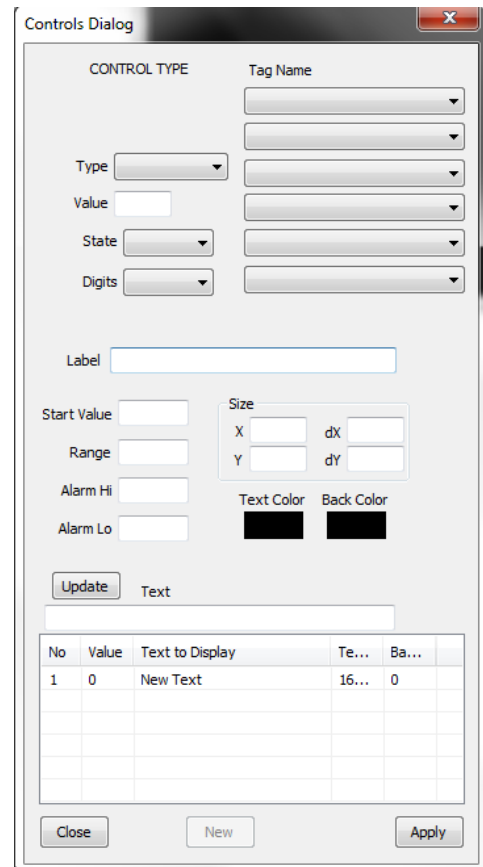 Controls Dialog
CONTROL TYPE Tag Name
Type
Value
State
Digits
Label
Start Value Size
X dX
Range Y dY
Alarm Hi
Text Color Back Color
Alarm Lo
Update Text
No Value Text to Display Te... Ba...
1 0 New Text 16... 0
Close New Apply